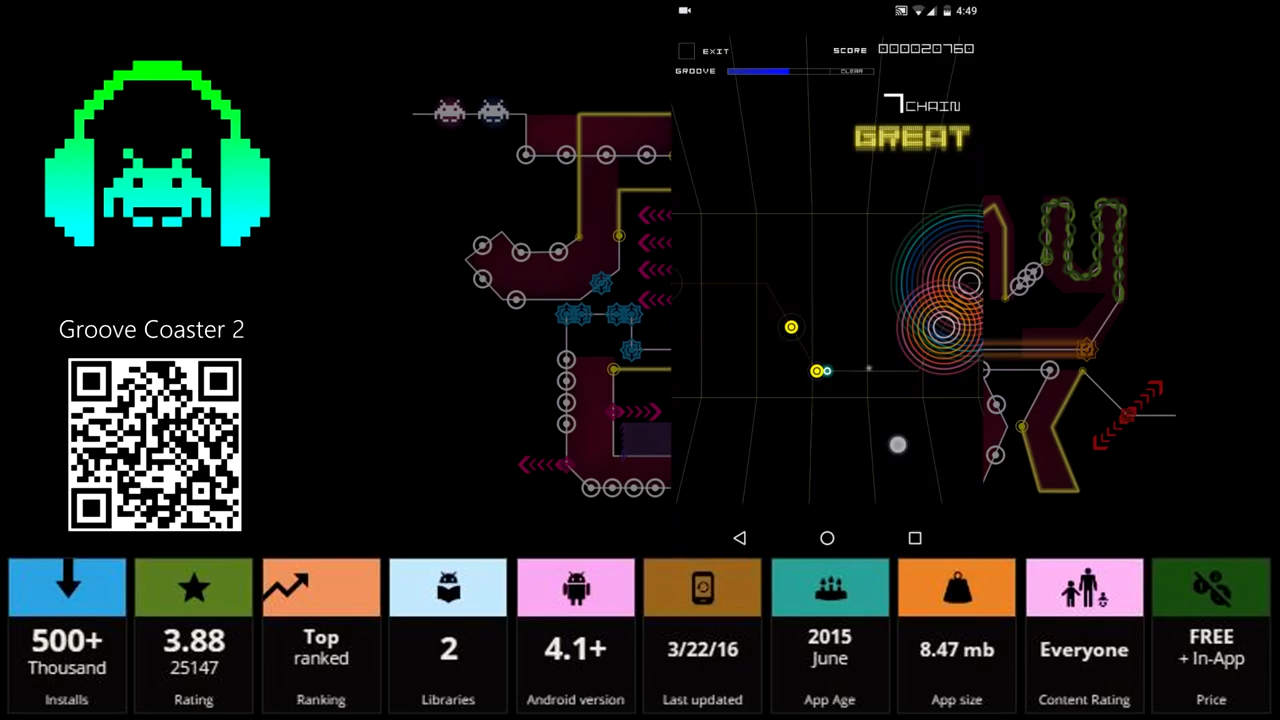 4:49
EXIT
SCORE 000020760
GROOVE
CLEAR
7 CHAIN
GREAT
Groove Coaster 2
500+
Thousand
Installs
3.88
25147
Rating
Top
ranked
Ranking
2
Libraries
4.1+
Android version
3/22/16
Last updated
2015
June
App Age
8.47 mb
App size
Everyone
Content Rating
FREE
+ In-App
Price